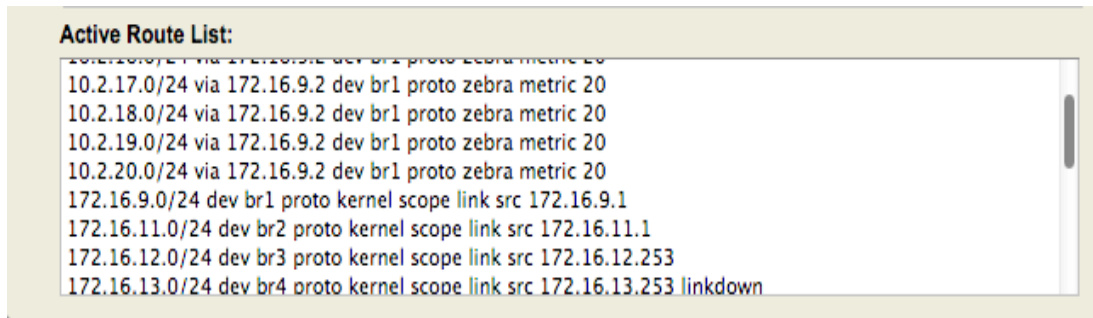 Active Route List:
10.2.17.0/24 via 172.16.9.2 dev br1 proto zebra metric 20
10.2.18.0/24 via 172.16.9.2 dev br1 proto zebra metric 20
10.2.19.0/24 via 172.16.9.2 dev br1 proto zebra metric 20
10.2.20.0/24 via 172.16.9.2 dev br1 proto zebra metric 20
172.16.9.0/24 dev br1 proto kernel scope link src 172.16.9.1
172.16.11.0/24 dev br2 proto kernel scope link src 172.16.11.1
172.16.12.0/24 dev br3 proto kernel scope link src 172.16.12.253
172.16.13.0/24 dev br4 proto kernel scope link src 172.16.13.253 linkdown